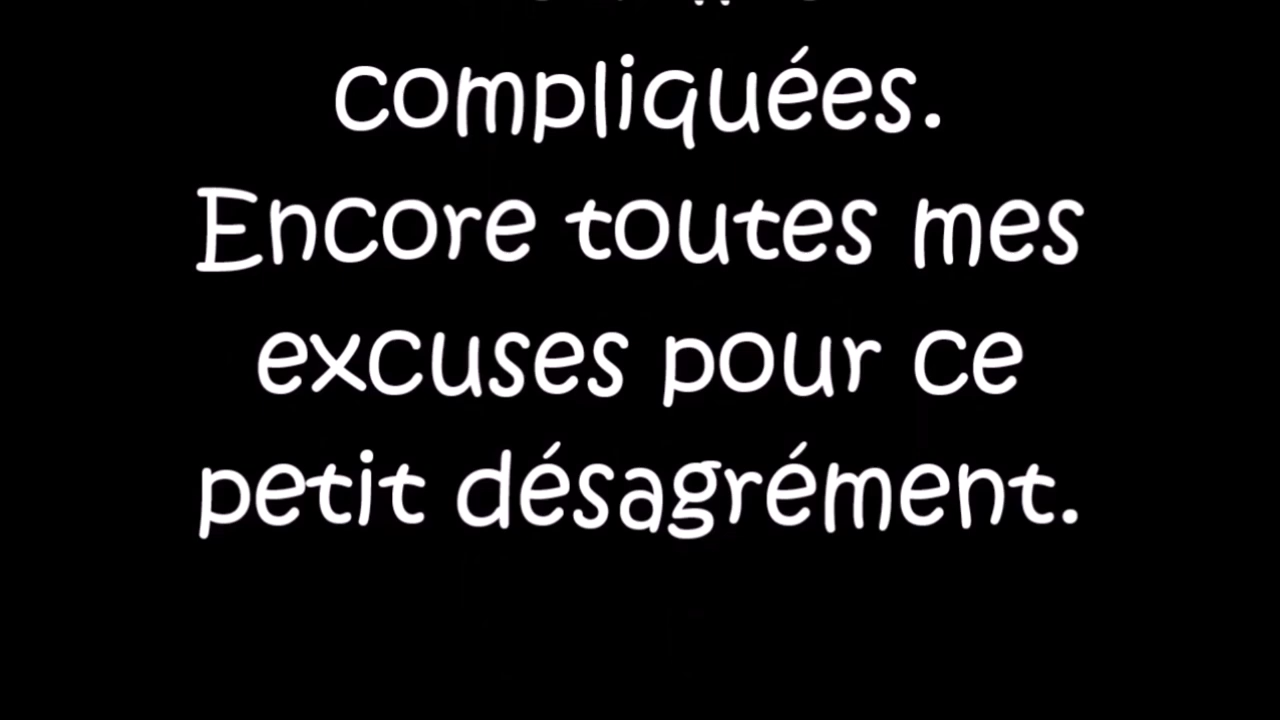 compliquées.
Encore toutes mes
excuses pour ce
petit désagrément.